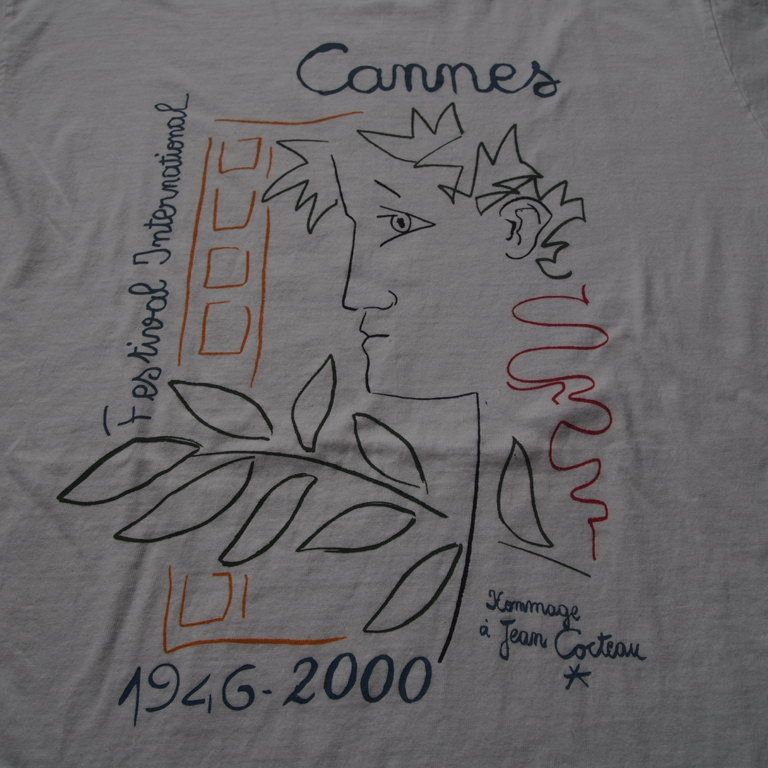 Cannes
Festival International
Hommage
à Jean Cocteau
*
1946-2000